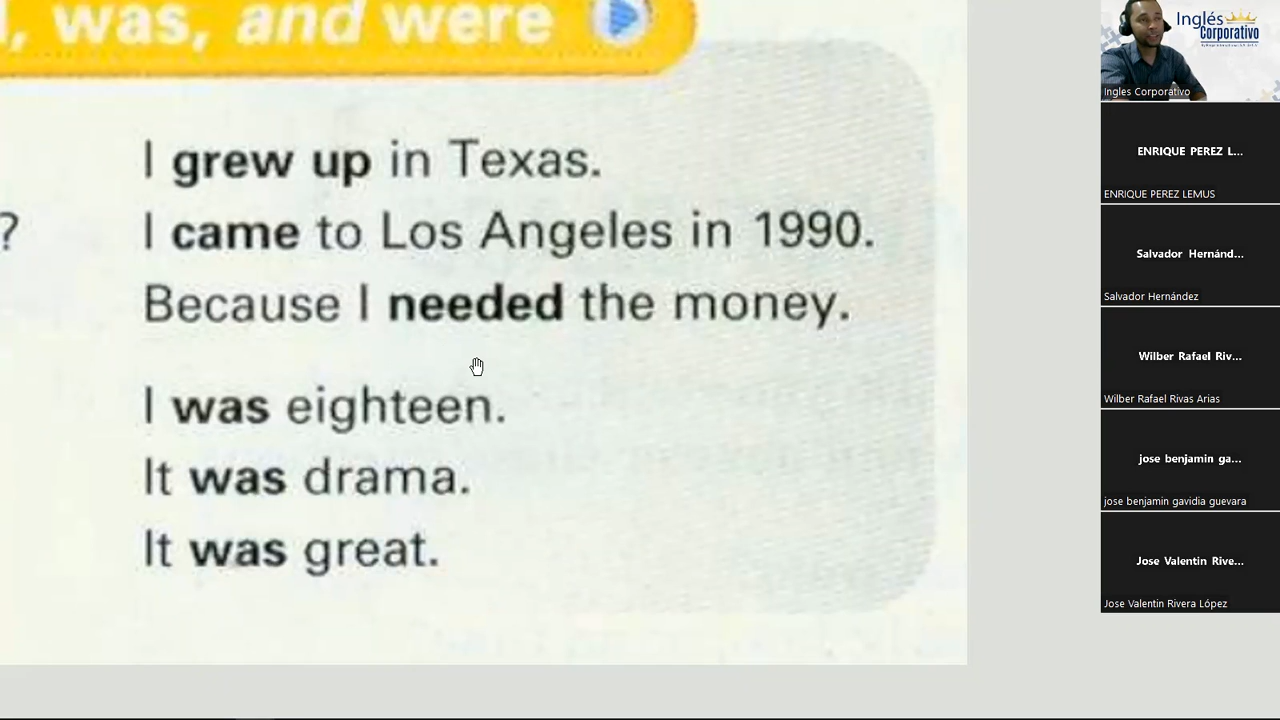 , was, and were
?
I grew up in Texas.
I came to Los Angeles in 1990.
Because I needed the money.
I was eighteen.
It was drama.
It was great.
Inglés
Corporativo
Ingles Corporativo
ENRIQUE PEREZ L...
ENRIQUE PEREZ LEMUS
Salvador Hernánd...
Salvador Hernández
Wilber Rafael Riv...
Wilber Rafael Rivas Arias
jose benjamin ga...
jose benjamin gavidia guevara
Jose Valentin Rive...
Jose Valentin Rivera López